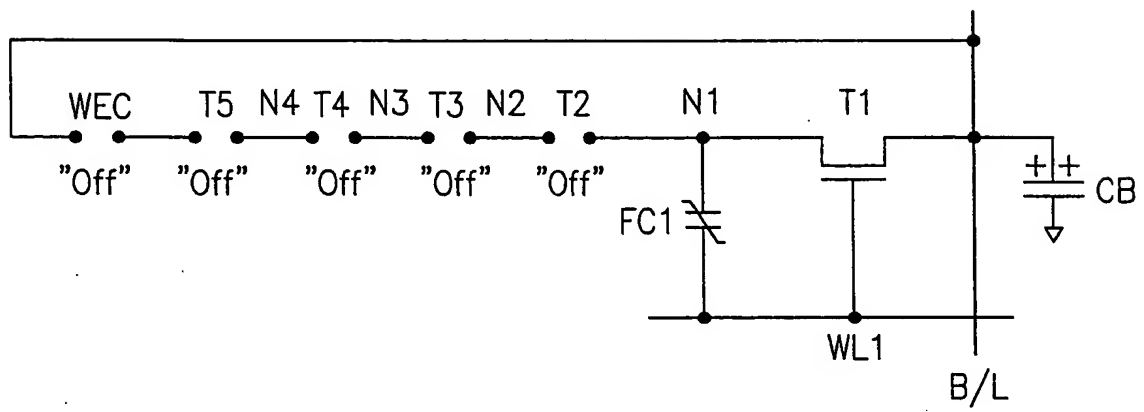 WEC T5 N4 T4 N3 T3 N2 T2 N1 T1
"Off" "Off" "Off" "Off" "Off"
++
CB
FC1
WL1
B/L